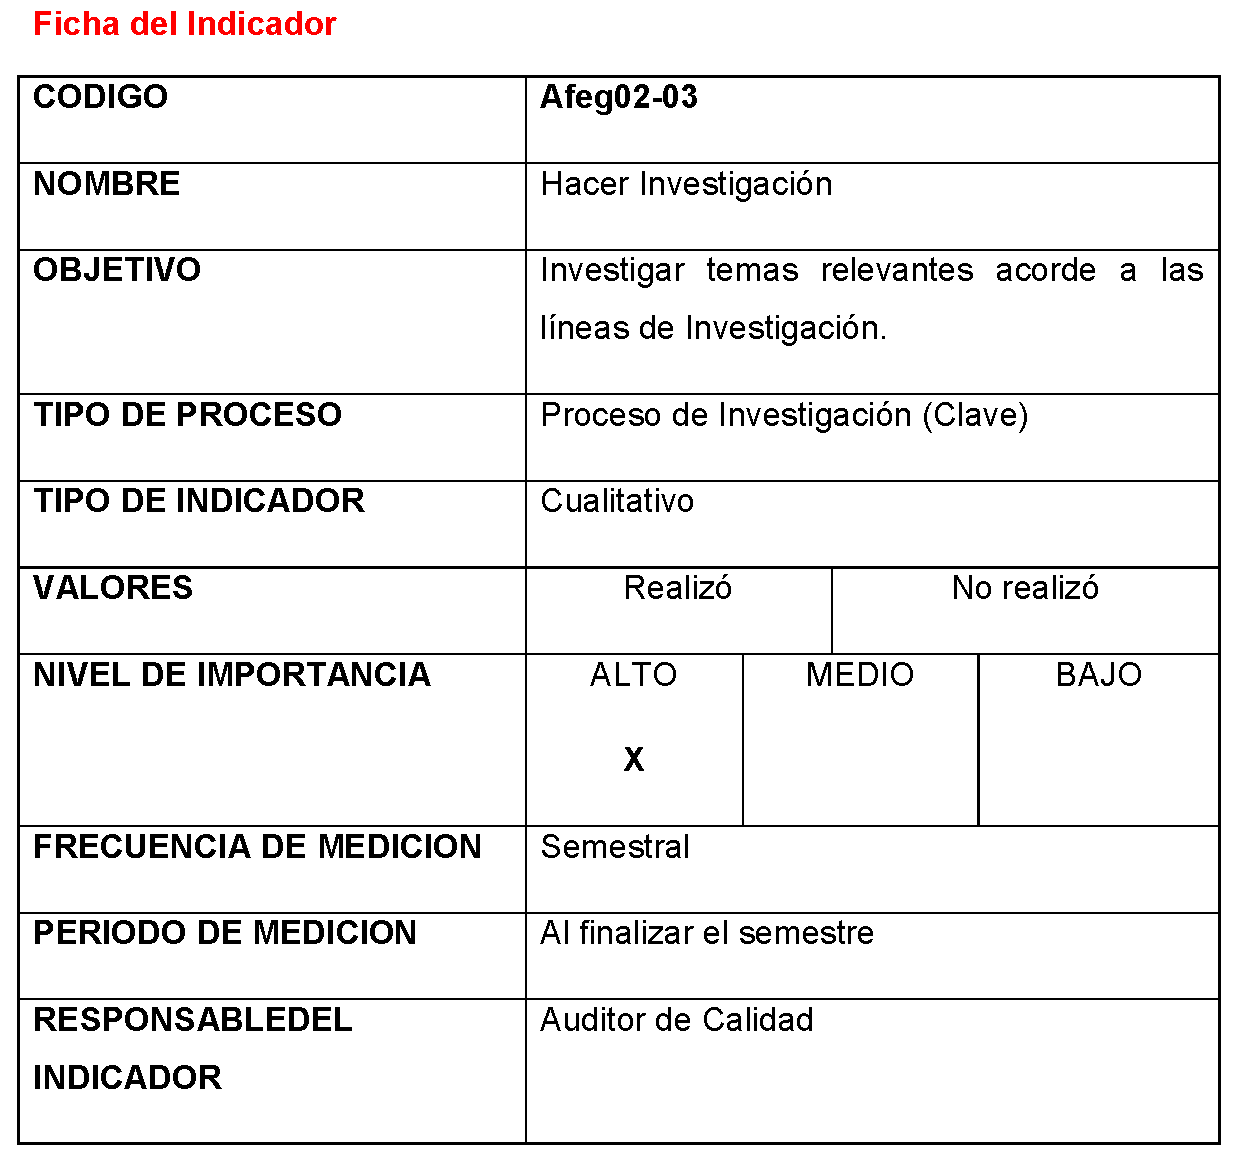 Ficha del Indicador
CODIGO Afeg02-03
NOMBRE Hacer Investigación
OBJETIVO Investigar temas relevantes acorde a las
líneas de Investigación.
TIPO DE PROCESO Proceso de Investigación (Clave)
TIPO DE INDICADOR Cualitativo
VALORES Realizó No realizó
NIVEL DE IMPORTANCIA ALTO MEDIO BAJO
X
FRECUENCIA DE MEDICION Semestral
PERIODO DE MEDICION Al finalizar el semestre
RESPONSABLEDEL Auditor de Calidad
INDICADOR